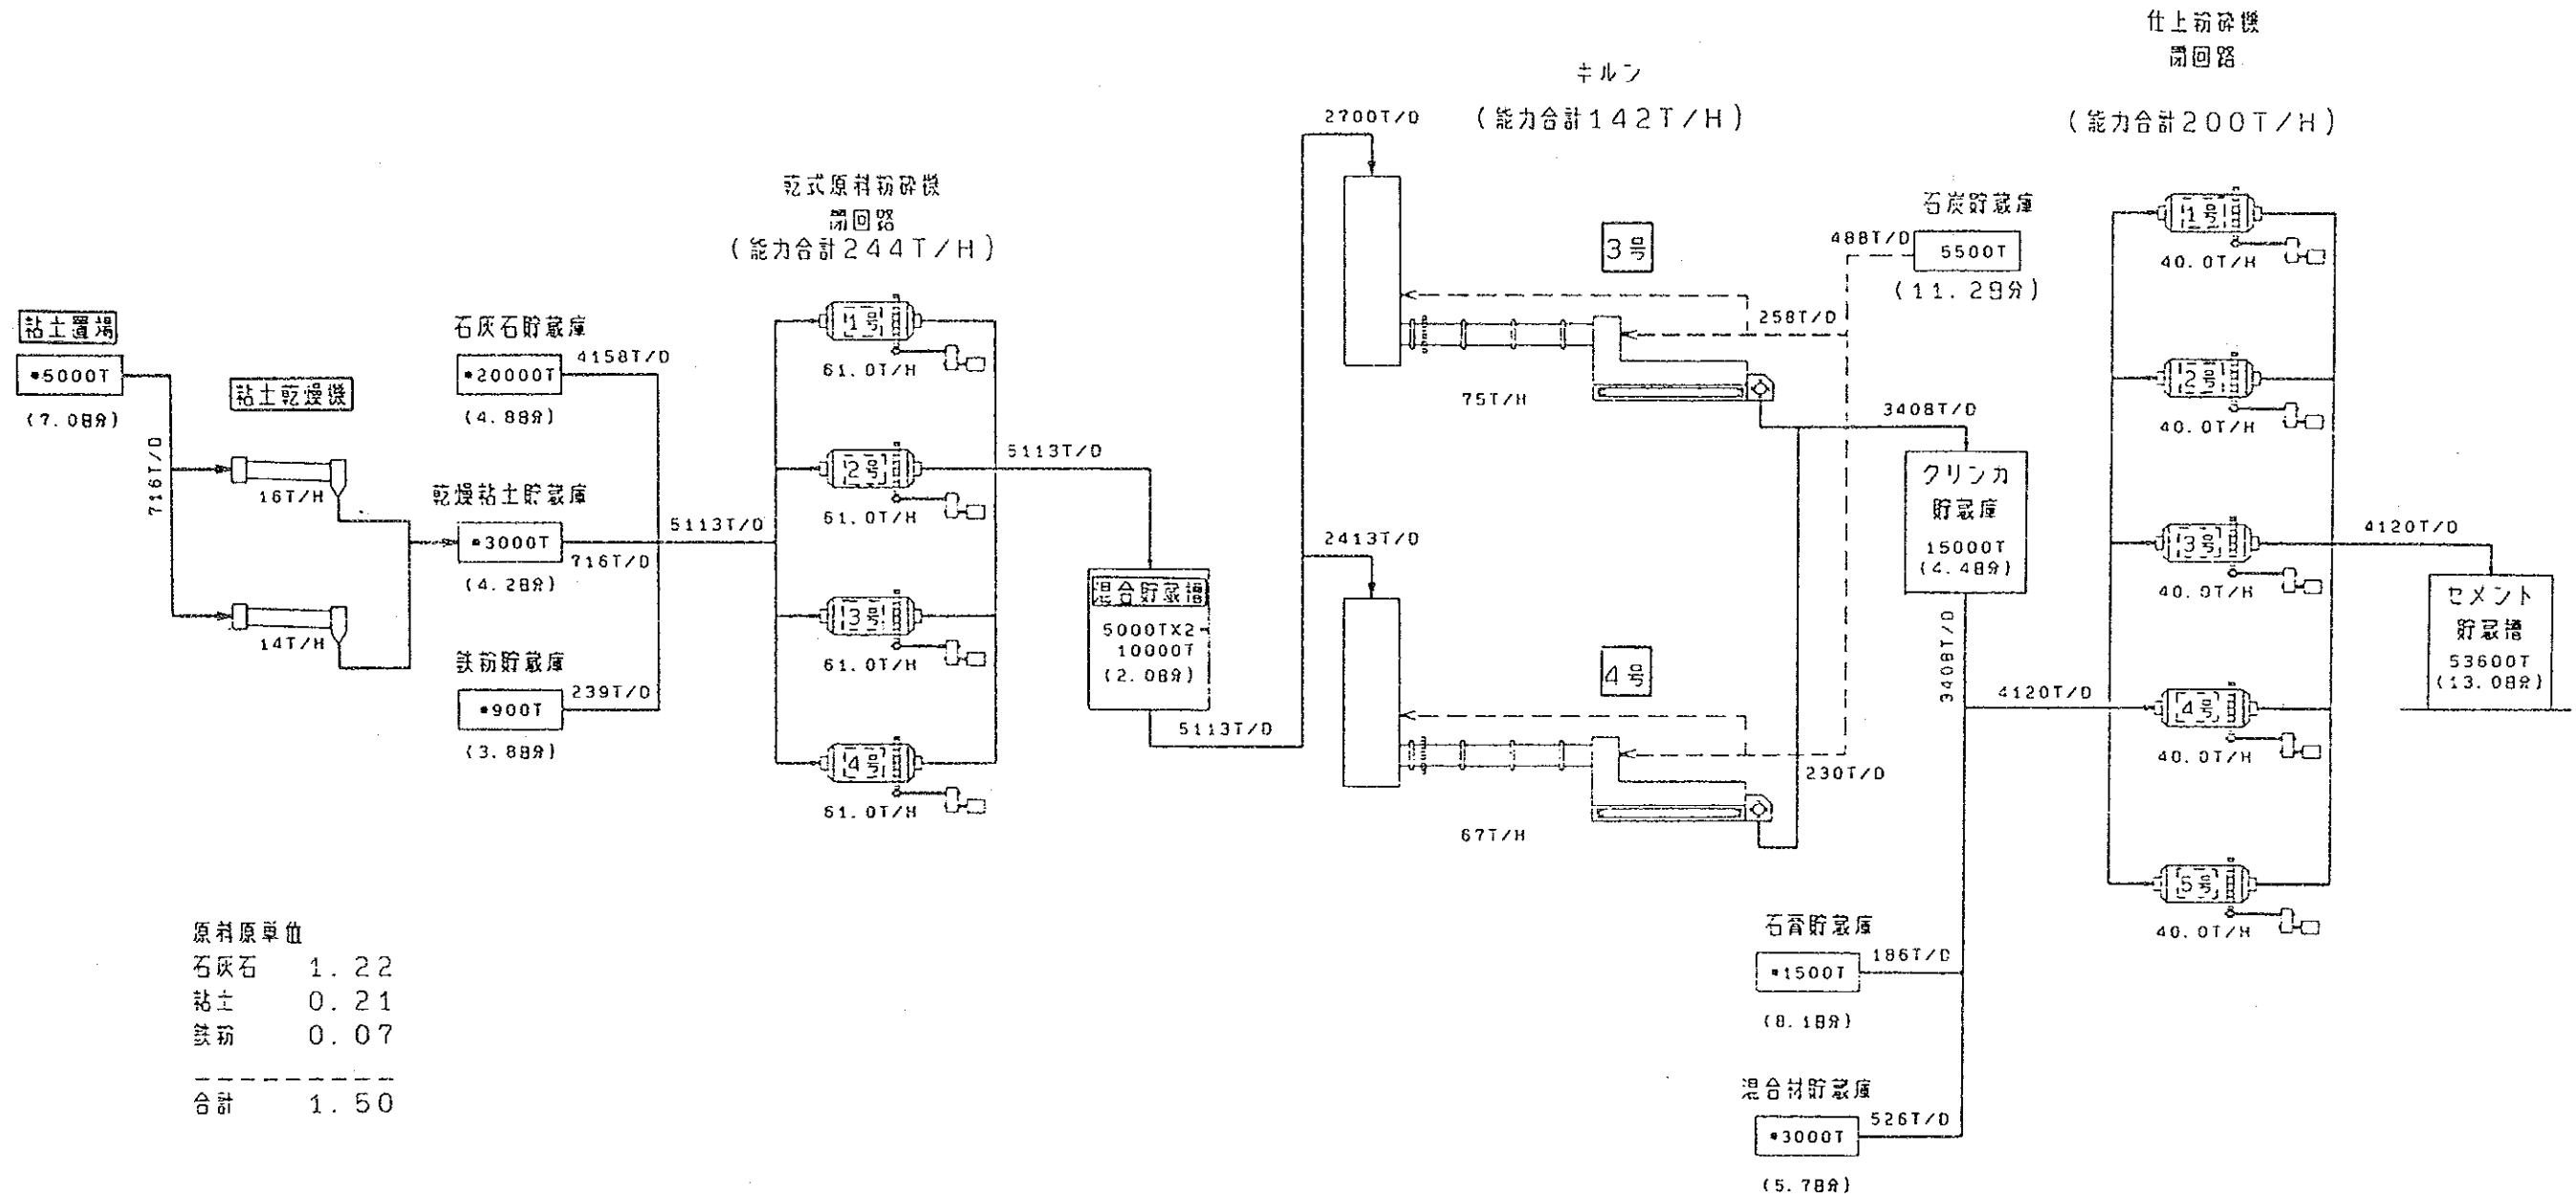 粘土置場
*5000T
(7.0日分)
716T/D
粘土乾燥機
16T/H
14T/H
石灰石貯蔵庫
*20000T
4158T/D
(4.8日分)
乾燥粘土貯蔵庫
*3000T
716T/D
(4.2日分)
鉄粉貯蔵庫
*900T
239T/D
(3.8日分)
5113T/D
乾式原料粉砕機
閉回路
(能力合計244T/H)
1号
61.0T/H
2号
61.0T/H
3号
61.0T/H
4号
61.0T/H
5113T/D
混合貯蔵槽
5000TX2-
10000T
(2.0日分)
5113T/D
キルン
(能力合計142T/H)
2700T/D
3号
258T/D
75T/H
2413T/D
4号
230T/D
67T/H
石炭貯蔵庫
488T/D
5500T
(11.2日分)
3408T/D
クリンカ
貯蔵庫
15000T
(4.4日分)
3408T/D
4120T/D
石膏貯蔵庫
*1500T
186T/D
(8.1日分)
混合材貯蔵庫
*3000T
526T/D
(5.7日分)
仕上粉砕機
閉回路
(能力合計200T/H)
1号
40.0T/H
2号
40.0T/H
3号
40.0T/H
4号
40.0T/H
5号
40.0T/H
4120T/D
セメント
貯蔵槽
53600T
(13.0日分)
原料原単位
石灰石 1.22
粘土 0.21
鉄粉 0.07
合計 1.50